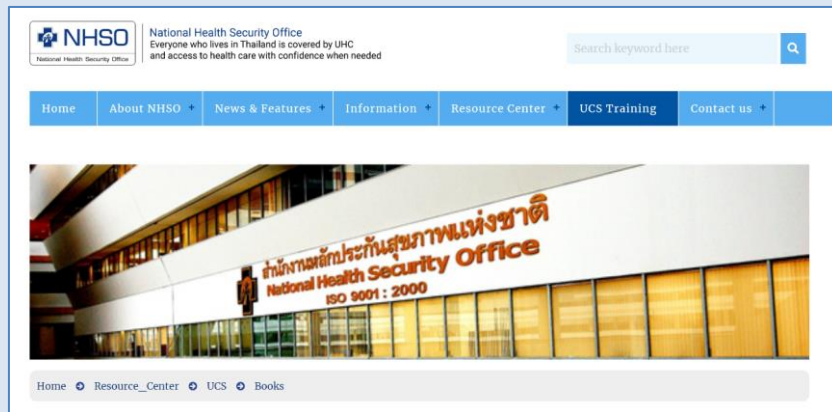 NHSO
National Health Security Office
National Health Security Office
Everyone who lives in Thailand is covered by UHC
and access to health care with confidence when needed
Search keyword here
Home About NHSO + News & Features + Information + Resource Center + UCS Training Contact us +
สำนักงานหลักประกันสุขภาพแห่งชาติ
National Health Security Office
ISO 9001 : 2000
Home Resource_Center UCS Books